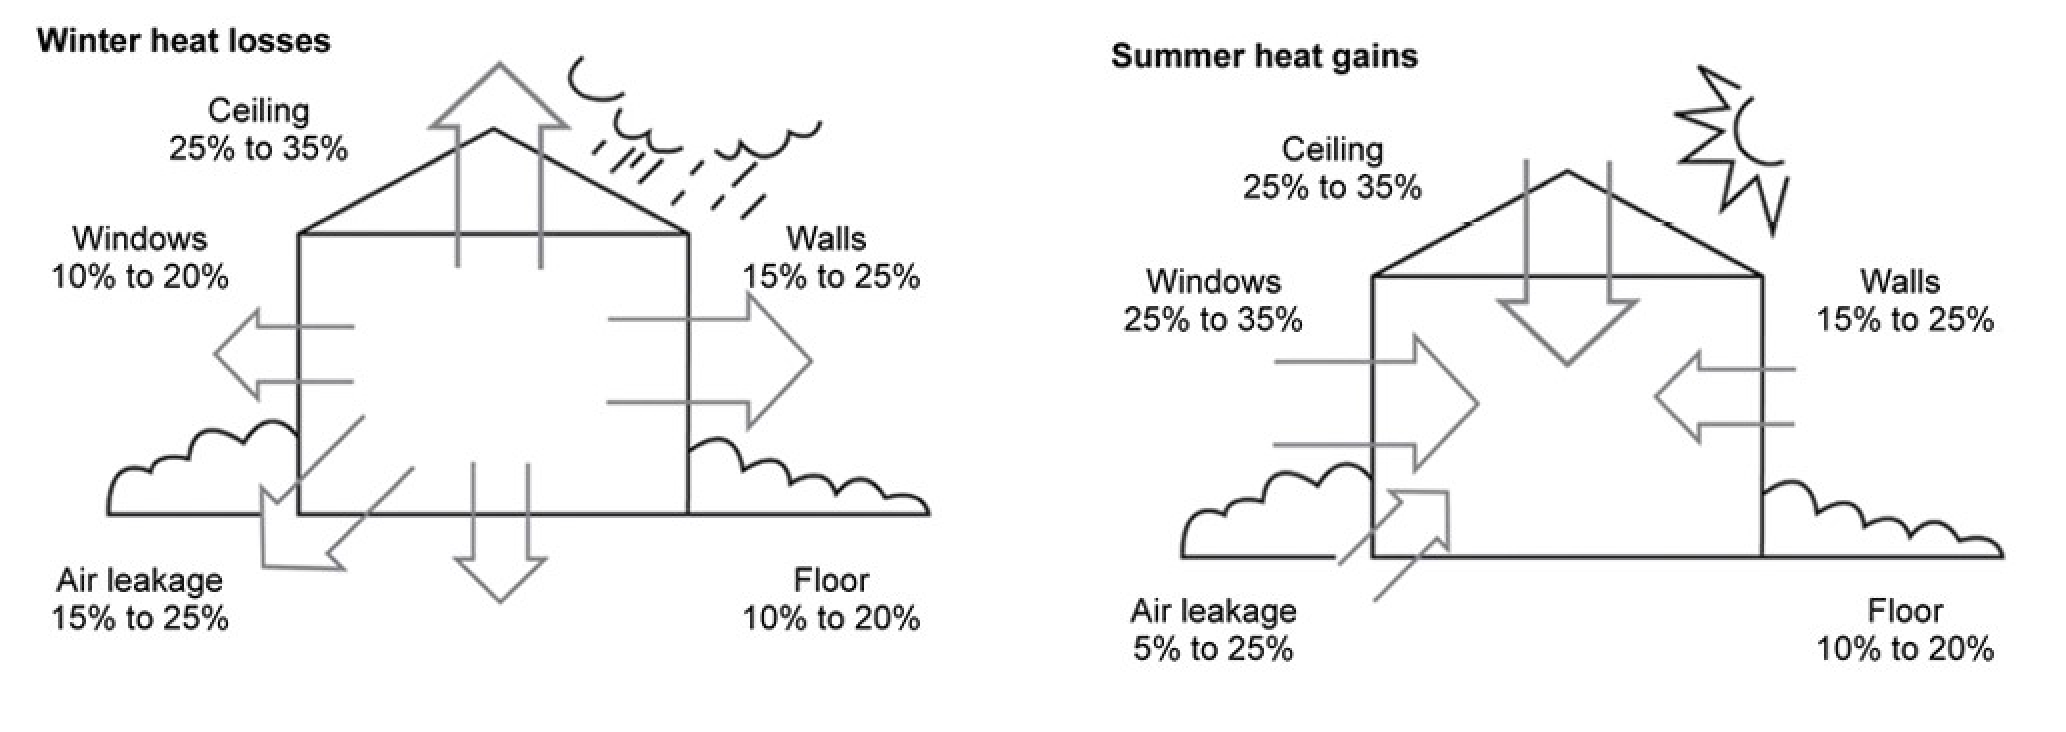 Winter heat losses
Ceiling
25% to 35%
Windows
10% to 20%
Walls
15% to 25%
Air leakage
15% to 25%
Floor
10% to 20%
Summer heat gains
Ceiling
25% to 35%
Windows
25% to 35%
Walls
15% to 25%
Air leakage
5% to 25%
Floor
10% to 20%